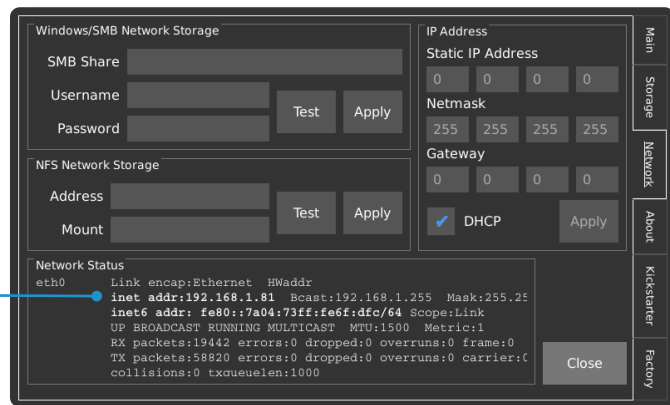 Windows/SMB Network Storage
SMB Share
Username
Password
Test
Apply
NFS Network Storage
Address
Mount
Test
Apply
IP Address
Static IP Address
0 0 0 0
Netmask
255 255 255 255
Gateway
0 0 0 0
✔ DHCP
Apply
Network Status
eth0 Link encap:Ethernet HWaddr
inet addr:192.168.1.81 Bcast:192.168.1.255 Mask:255.25
inet6 addr: fe80::7a04:73ff:fe6f:dfc/64 Scope:Link
UP BROADCAST RUNNING MULTICAST MTU:1500 Metric:1
RX packets:19442 errors:0 dropped:0 overruns:0 frame:0
TX packets:58820 errors:0 dropped:0 overruns:0 carrier:0
collisions:0 txqueuelen:1000
Close
Main
Storage
Network
About
Kickstarter
Factory